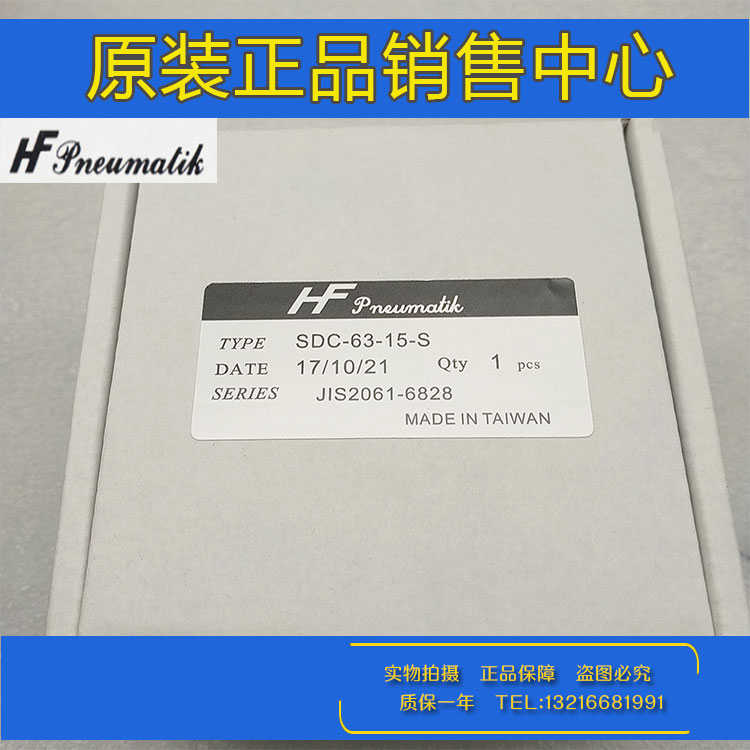 原装正品销售中心
HF Pneumatik
HF Pneumatik
TYPE SDC-63-15-S
DATE 17/10/21 Qty 1 pcs
SERIES JIS2061-6828
MADE IN TAIWAN
实物拍摄 正品保障 盗图必究
质保一年 TEL:13216681991